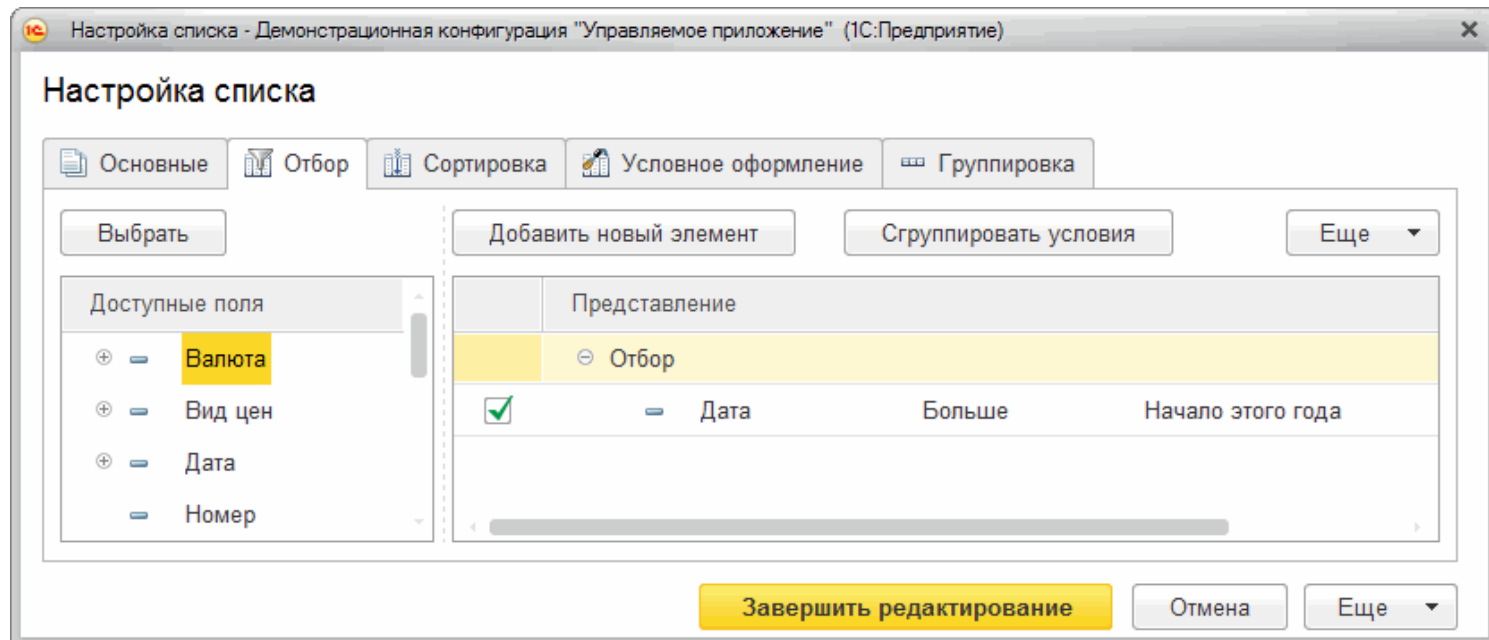 Настройка списка - Демонстрационная конфигурация "Управляемое приложение" (1С:Предприятие)
Настройка списка
Основные Отбор Сортировка Условное оформление Группировка
Выбрать Добавить новый элемент Сгруппировать условия Еще
Доступные поля Представление
Валюта Отбор
Вид цен Дата Больше Начало этого года
Дата
Номер
Завершить редактирование Отмена Еще